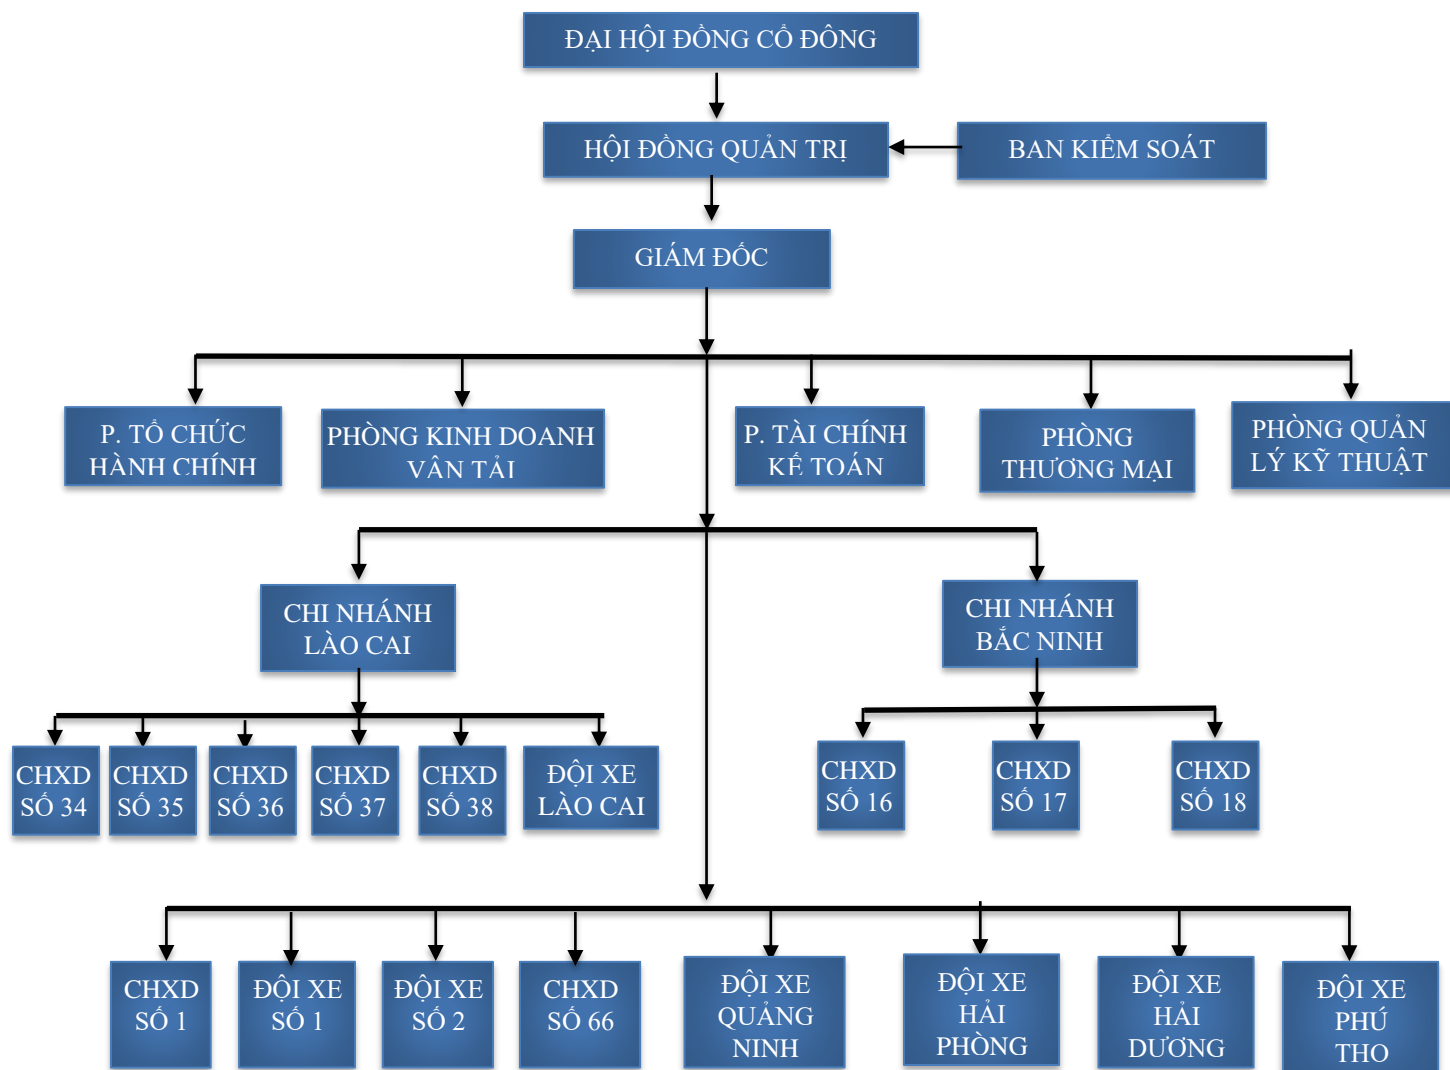 ĐẠI HỘI ĐỒNG CỔ ĐÔNG
HỘI ĐỒNG QUẢN TRỊ
BAN KIỂM SOÁT
GIÁM ĐỐC
P. TỔ CHỨC
HÀNH CHÍNH
PHÒNG KINH DOANH
VẬN TẢI
P. TÀI CHÍNH
KẾ TOÁN
PHÒNG
THƯƠNG MẠI
PHÒNG QUẢN
LÝ KỸ THUẬT
CHI NHÁNH
LÀO CAI
CHI NHÁNH
BẮC NINH
CHXD
SỐ 34
CHXD
SỐ 35
CHXD
SỐ 36
CHXD
SỐ 37
CHXD
SỐ 38
ĐỘI XE
LÀO CAI
CHXD
SỐ 16
CHXD
SỐ 17
CHXD
SỐ 18
CHXD
SỐ 1
ĐỘI XE
SỐ 1
ĐỘI XE
SỐ 2
CHXD
SỐ 66
ĐỘI XE
QUẢNG
NINH
ĐỘI XE
HẢI
PHÒNG
ĐỘI XE
HẢI
DƯƠNG
ĐỘI XE
PHÚ
THO